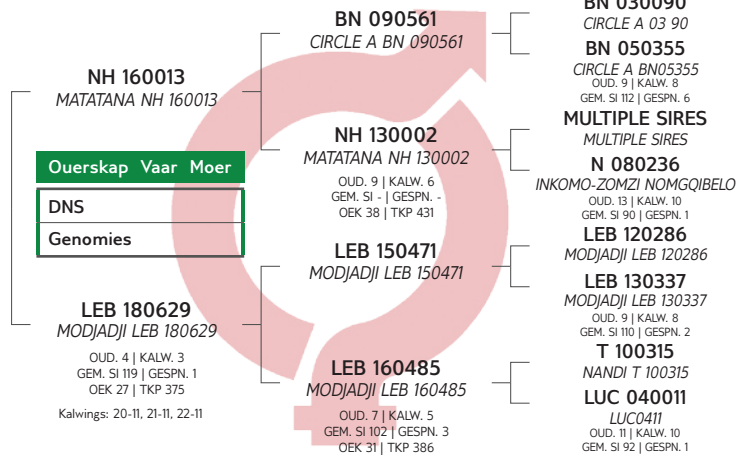 NH 160013
MATATANA NH 160013
Ouerskap Vaar Moer
DNS
Genomies
LEB 180629
MODJADJI LEB 180629
OUD. 4 | KALW. 3
GEM. SI 119 | GESPN. 1
OEK 27 | TKP 375
Kalwings: 20-11, 21-11, 22-11
BN 090561
CIRCLE A BN 090561
NH 130002
MATATANA NH 130002
OUD. 9 | KALW. 6
GEM. SI - | GESPN. -
OEK 38 | TKP 431
LEB 150471
MODJADJI LEB 150471
LEB 160485
MODJADJI LEB 160485
OUD. 7 | KALW. 5
GEM. SI 102 | GESPN. 3
OEK 31 | TKP 386
BN 030090
CIRCLE A 03 90
BN 050355
CIRCLE A BN05355
OUD. 9 | KALW. 8
GEM. SI 112 | GESPN. 6
MULTIPLE SIRES
MULTIPLE SIRES
N 080236
INKOMO-ZOMZI NOMGQIBELO
OUD. 13 | KALW. 10
GEM. SI 90 | GESPN. 1
LEB 120286
MODJADJI LEB 120286
LEB 130337
MODJADJI LEB 130337
OUD. 9 | KALW. 8
GEM. SI 110 | GESPN. 2
T 100315
NANDI T 100315
LUC 040011
LUC0411
OUD. 11 | KALW. 10
GEM. SI 92 | GESPN. 1